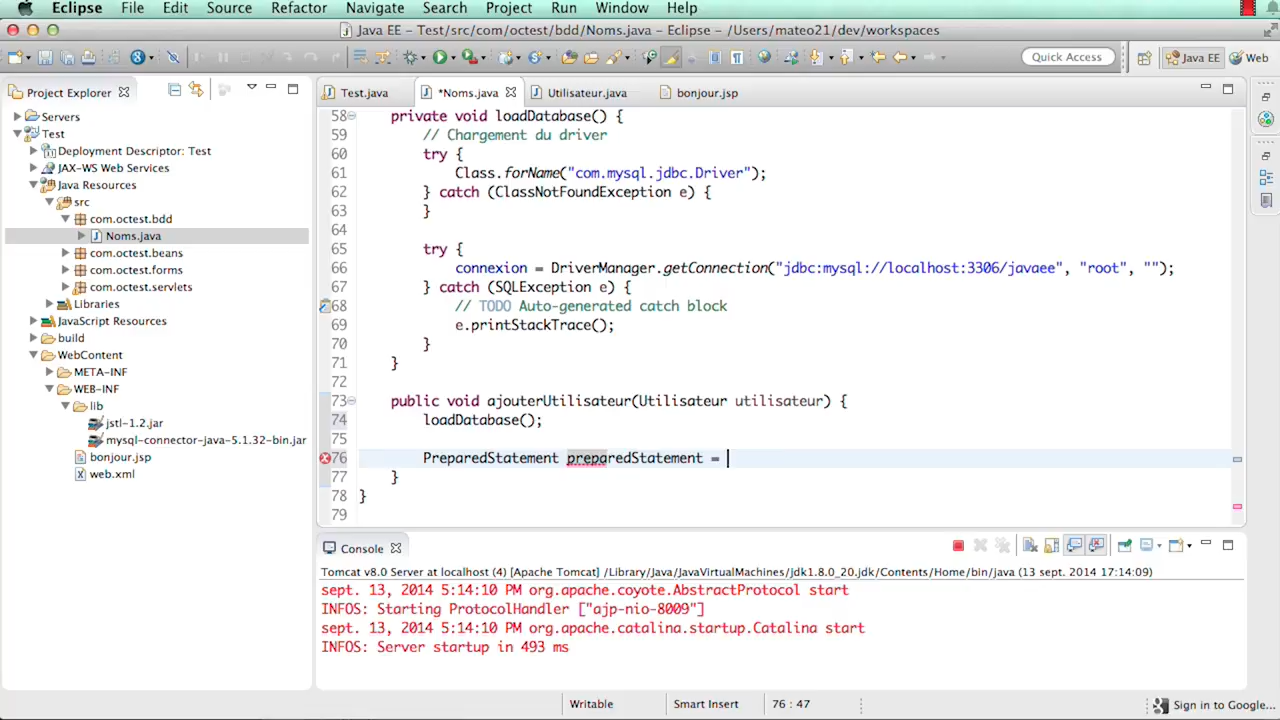 Eclipse File Edit Source Refactor Navigate Search Project Run Window Help
Java EE - Test/src/com/octest/bdd/Noms.java - Eclipse - /Users/mateo21/dev/workspaces
Quick Access
Java EE
Web
Project Explorer
Test.java
*Noms.java
Utilisateur.java
bonjour.jsp
Servers
Test
Deployment Descriptor: Test
JAX-WS Web Services
Java Resources
src
com.octest.bdd
Noms.java
com.octest.beans
com.octest.forms
com.octest.servlets
Libraries
JavaScript Resources
build
WebContent
META-INF
WEB-INF
lib
jstl-1.2.jar
mysql-connector-java-5.1.32-bin.jar
bonjour.jsp
web.xml
58 private void loadDatabase() {
59 // Chargement du driver
60 try {
61 Class.forName("com.mysql.jdbc.Driver");
62 } catch (ClassNotFoundException e) {
63 }
64
65 try {
66 connexion = DriverManager.getConnection("jdbc:mysql://localhost:3306/javaee", "root", "");
67 } catch (SQLException e) {
68 // TODO Auto-generated catch block
69 e.printStackTrace();
70 }
71 }
72
73 public void ajouterUtilisateur(Utilisateur utilisateur) {
74 loadDatabase();
75
76 PreparedStatement preparedStatement =
77 }
78 }
79
Console
Tomcat v8.0 Server at localhost (4) [Apache Tomcat] /Library/Java/JavaVirtualMachines/jdk1.8.0_20.jdk/Contents/Home/bin/java (13 sept. 2014 17:14:09)
sept. 13, 2014 5:14:10 PM org.apache.coyote.AbstractProtocol start
INFOS: Starting ProtocolHandler ["ajp-nio-8009"]
sept. 13, 2014 5:14:10 PM org.apache.catalina.startup.Catalina start
INFOS: Server startup in 493 ms
Writable
Smart Insert
76 : 47
Sign in to Google...